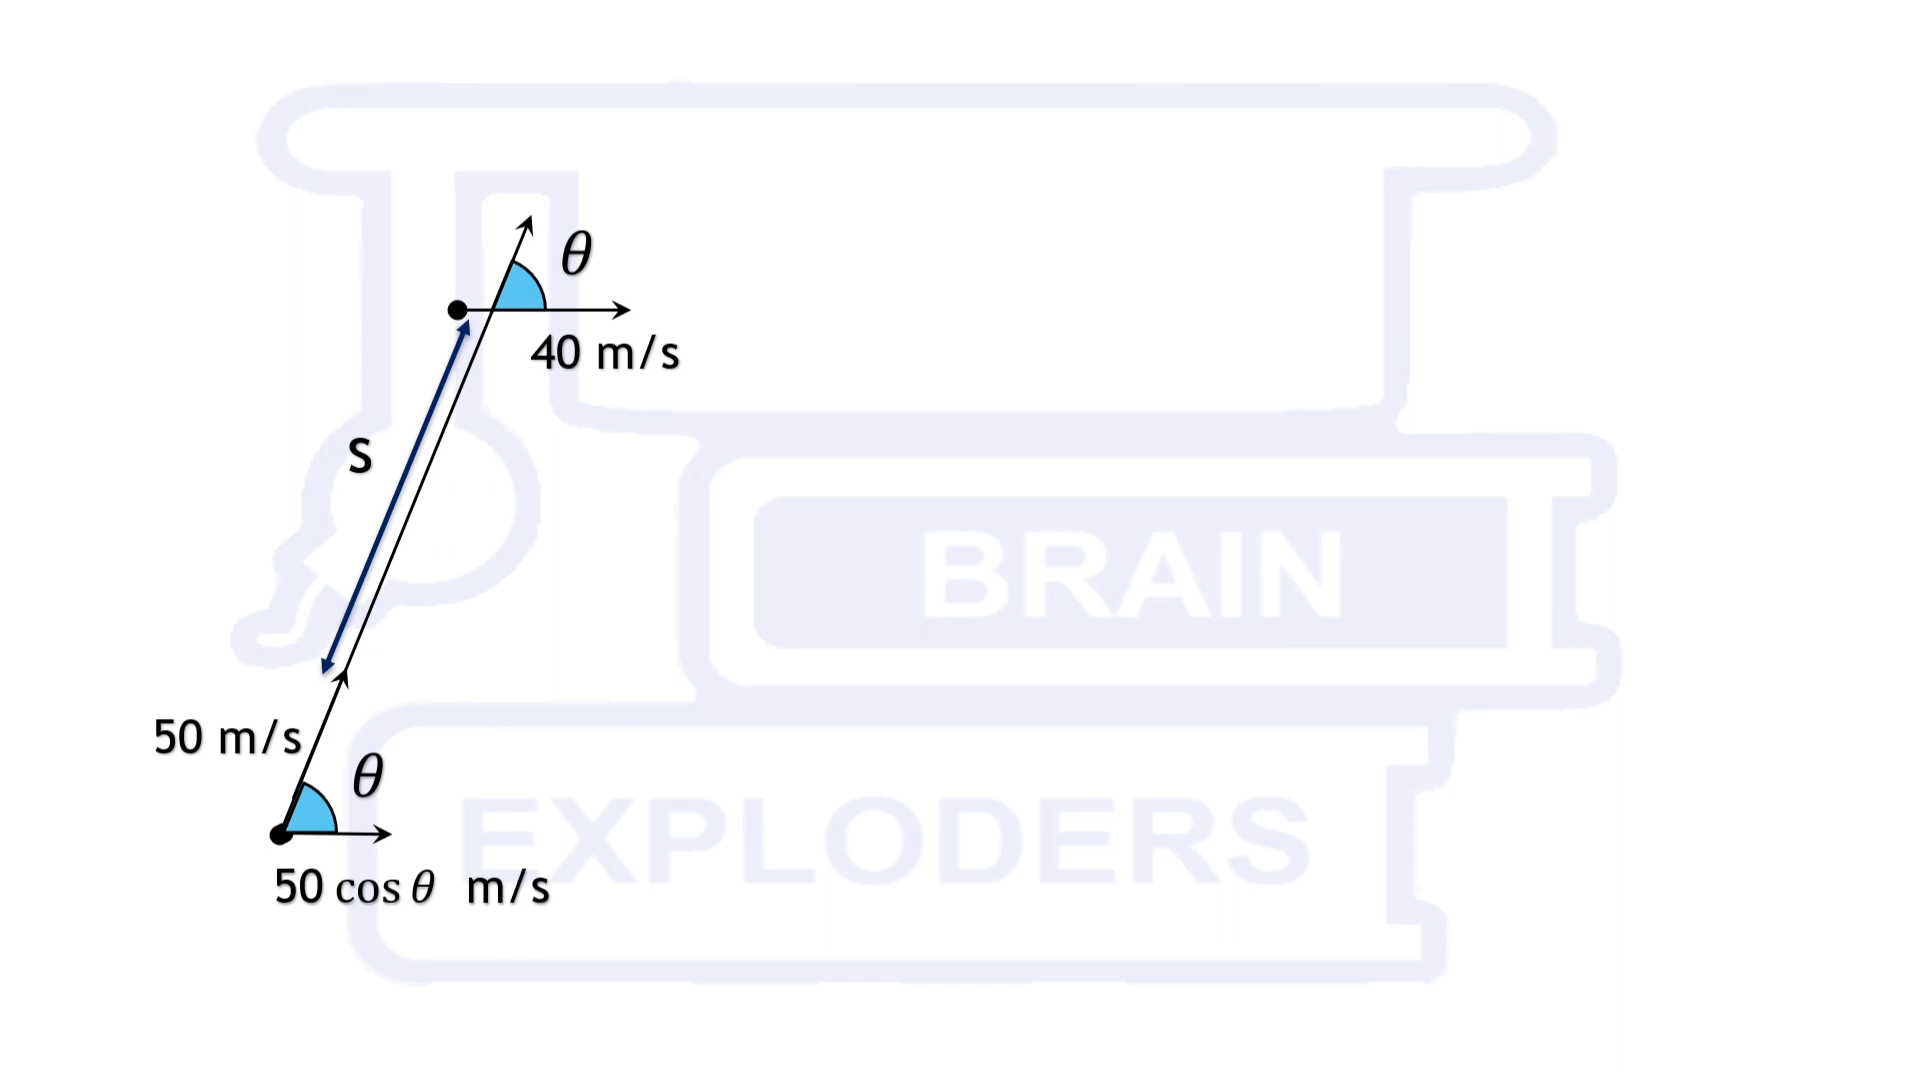 θ
40 m/s
s
BRAIN
50 m/s
θ
EXPLODERS
50 cos θ m/s